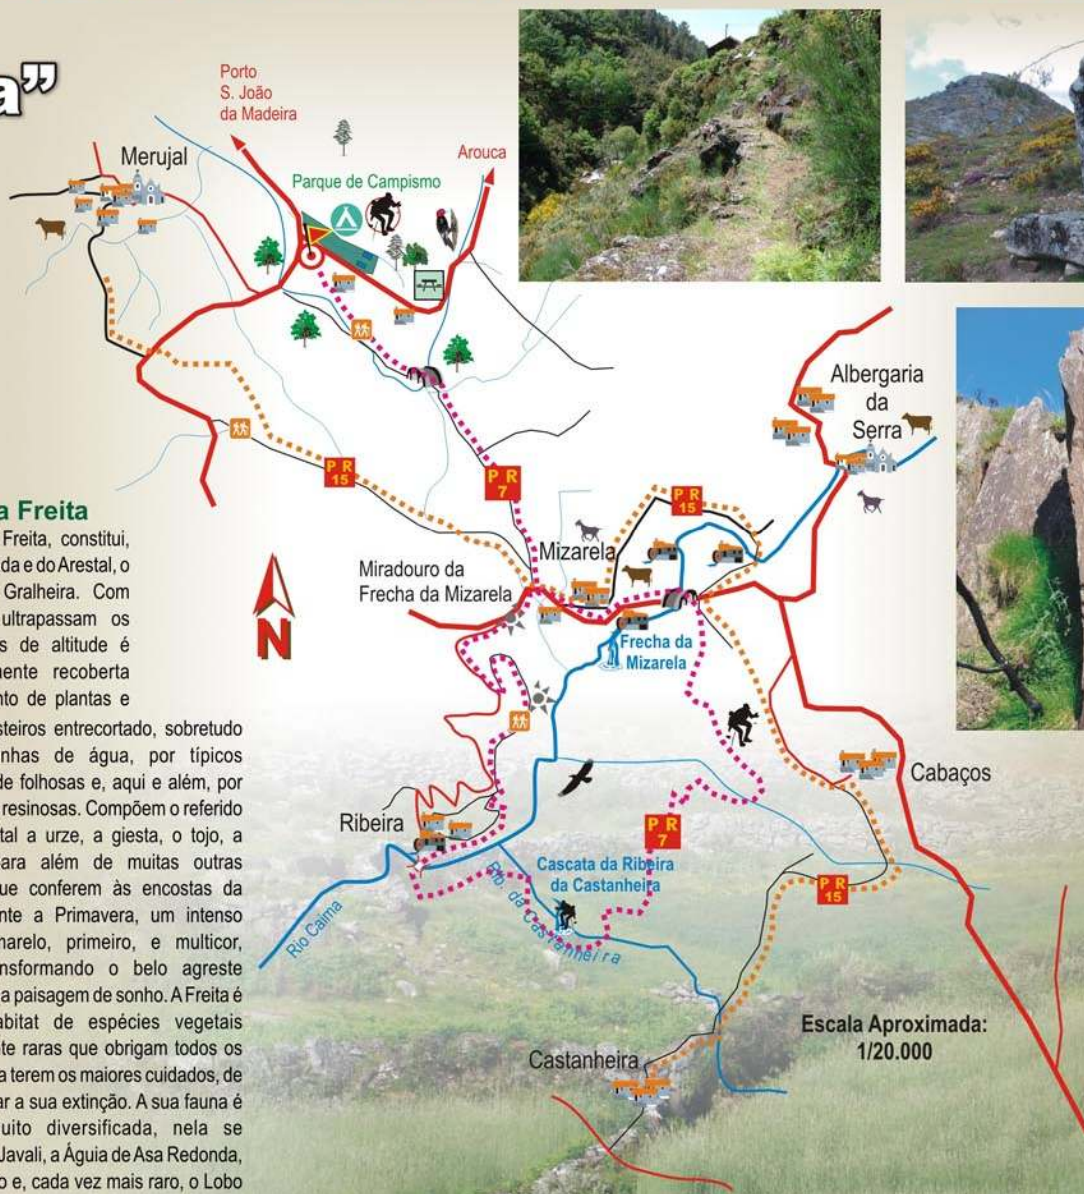 a”
Porto
S. João
da Madeira
Arouca
Merujal
Parque de Campismo
Albergaria
da
Serra
P R
15
P R
7
P R
15
Mizarela
Miradouro da
Frecha da Mizarela
N
Frecha da
Mizarela
Cabaços
Ribeira
P R
7
Cascata da Ribeira
da Castanheira
P R
15
Rio Caima
Rib. da Castanheira
Castanheira
Escala Aproximada:
1/20.000
a Freita
Freita, constitui,
ada e do Arestal, o
Gralheira. Com
ultrapassam os
s de altitude é
mente recoberta
nto de plantas e
steiros entrecortado, sobretudo
nhas de água, por típicos
de folhosas e, aqui e além, por
resinosas. Compõem o referido
tal a urze, a giesta, o tojo, a
para além de muitas outras
que conferem às encostas da
nte a Primavera, um intenso
marelo, primeiro, e multicor,
nsformando o belo agreste
a paisagem de sonho. A Freita é
abitat de espécies vegetais
te raras que obrigam todos os
a terem os maiores cuidados, de
ar a sua extinção. A sua fauna é
uito diversificada, nela se
Javali, a Águia de Asa Redonda,
o e, cada vez mais raro, o Lobo